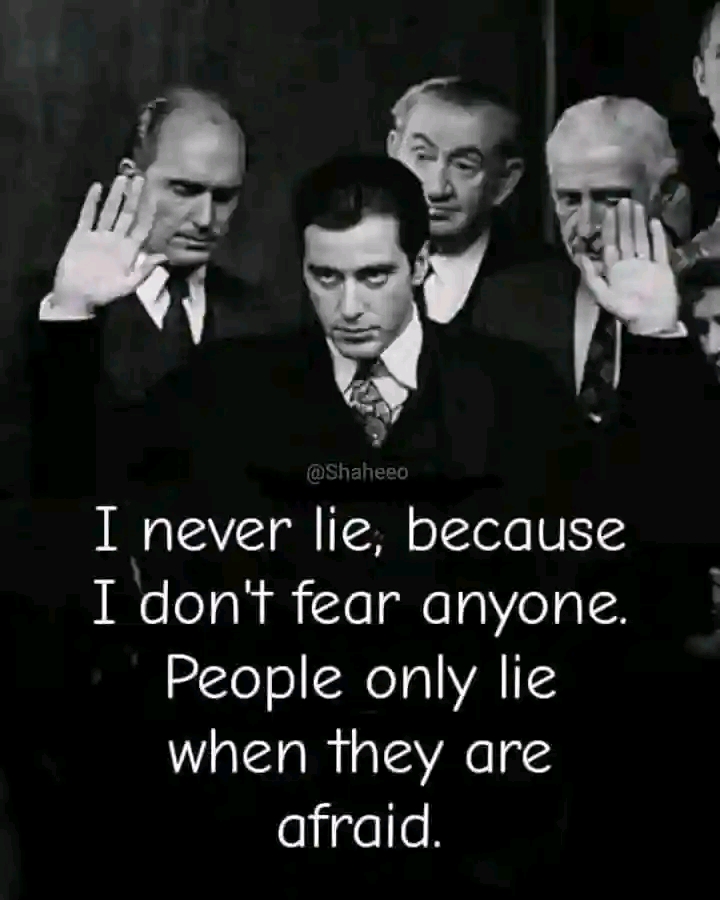 @Shaheeo
I never lie, because
I don't fear anyone.
People only lie
when they are
afraid.